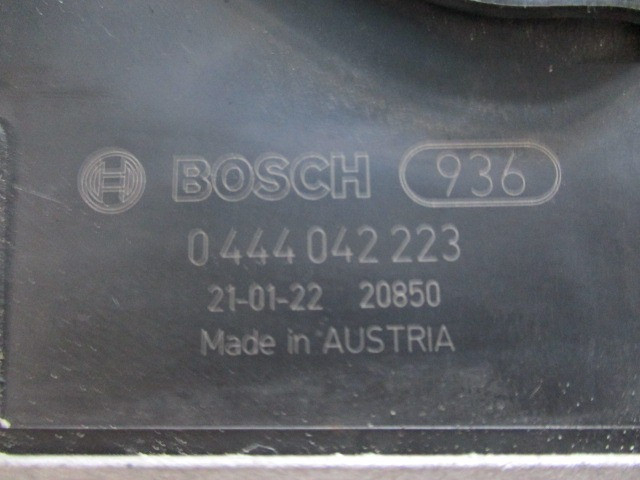 BOSCH 936
0 444 042 223
21-01-22 20850
Made in AUSTRIA